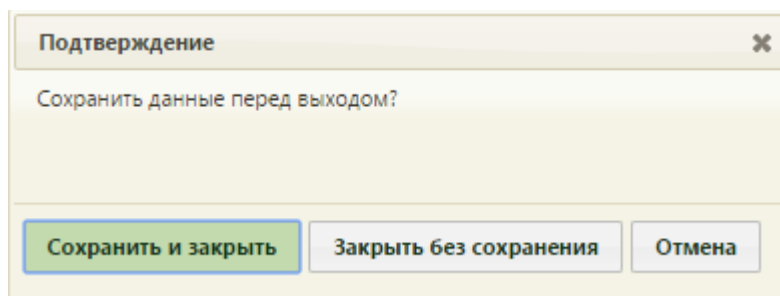 Подтверждение
Сохранить данные перед выходом?
Сохранить и закрыть Закрыть без сохранения Отмена